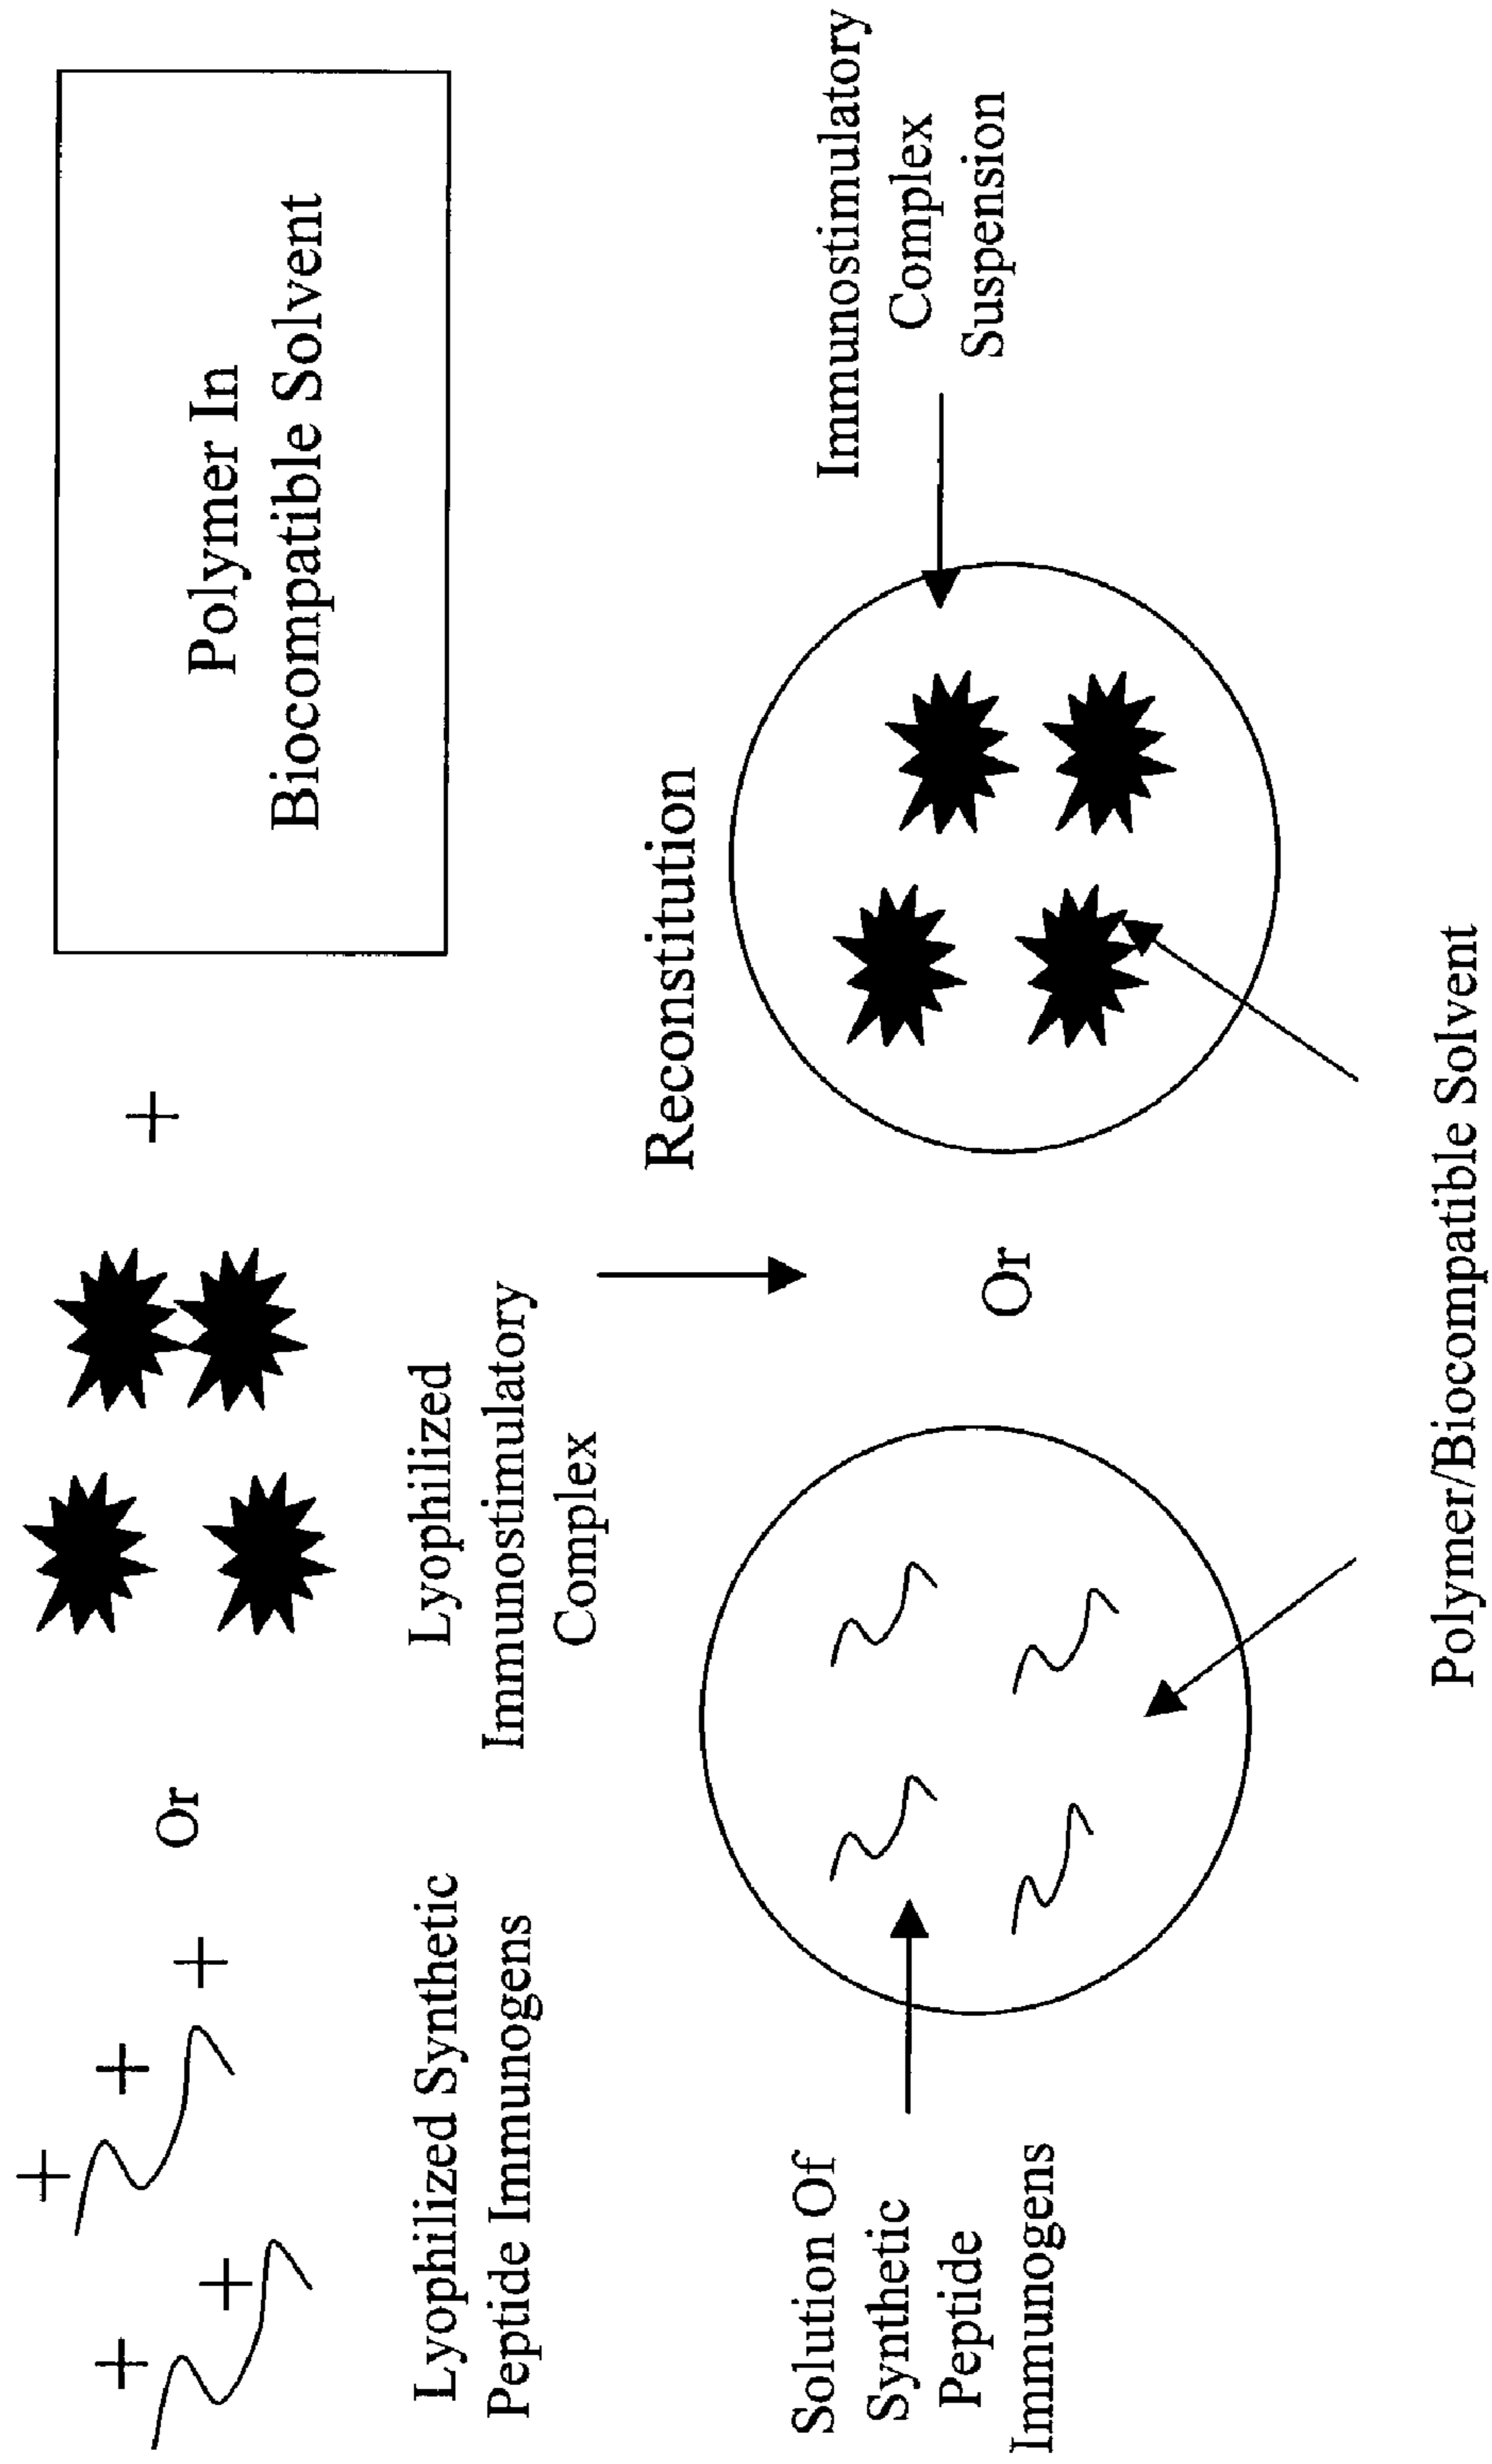 + + + + +
Or
+
Polymer In
Biocompatible Solvent
Lyophilized Synthetic
Peptide Immunogens
Lyophilized
Immunostimulatory
Complex
Reconstitution
Solution Of
Synthetic
Peptide
Immunogens
Or
Immunostimulatory
Complex
Suspension
Polymer/Biocompatible Solvent